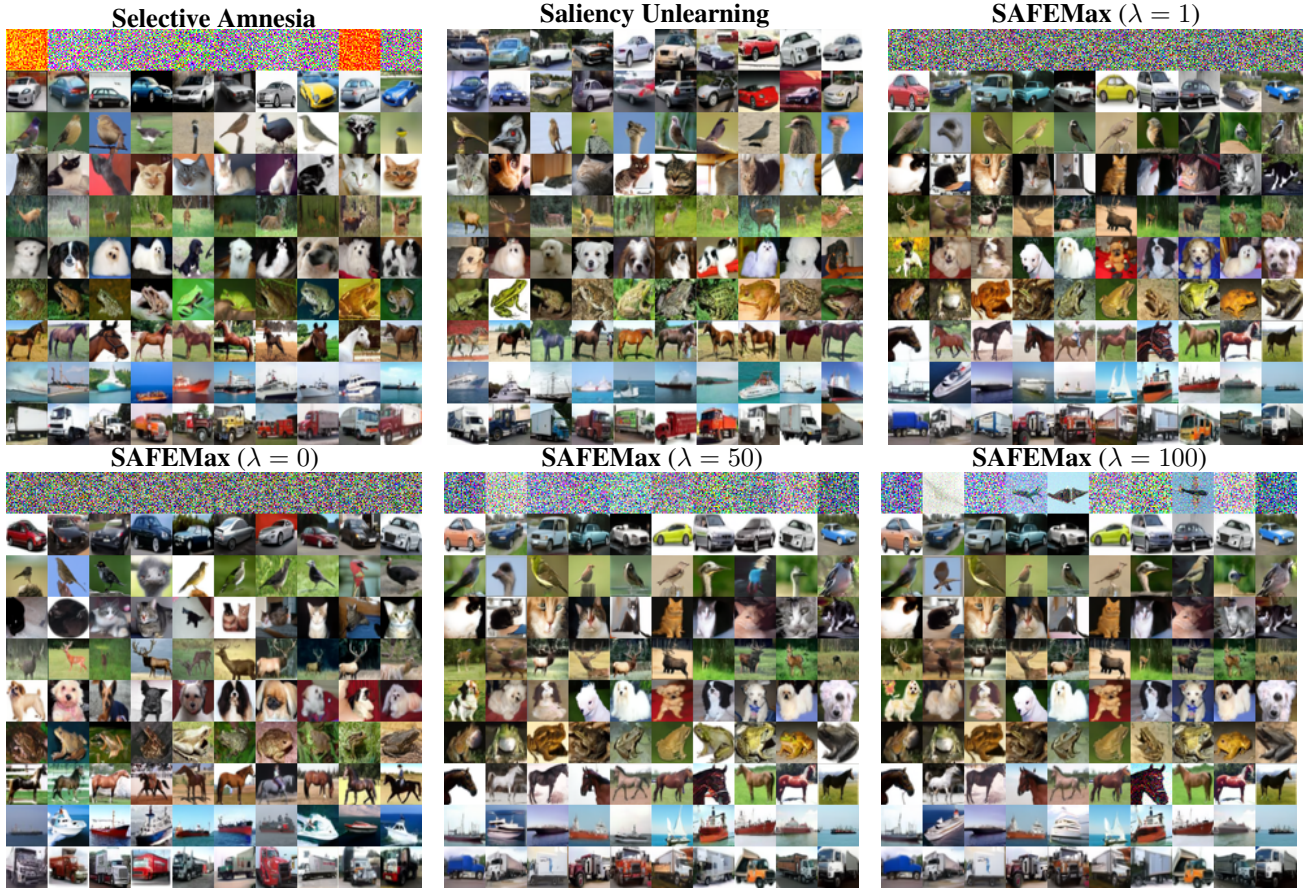 Selective Amnesia
Saliency Unlearning
SAFEMax (λ = 1)
SAFEMax (λ = 0)
SAFEMax (λ = 50)
SAFEMax (λ = 100)